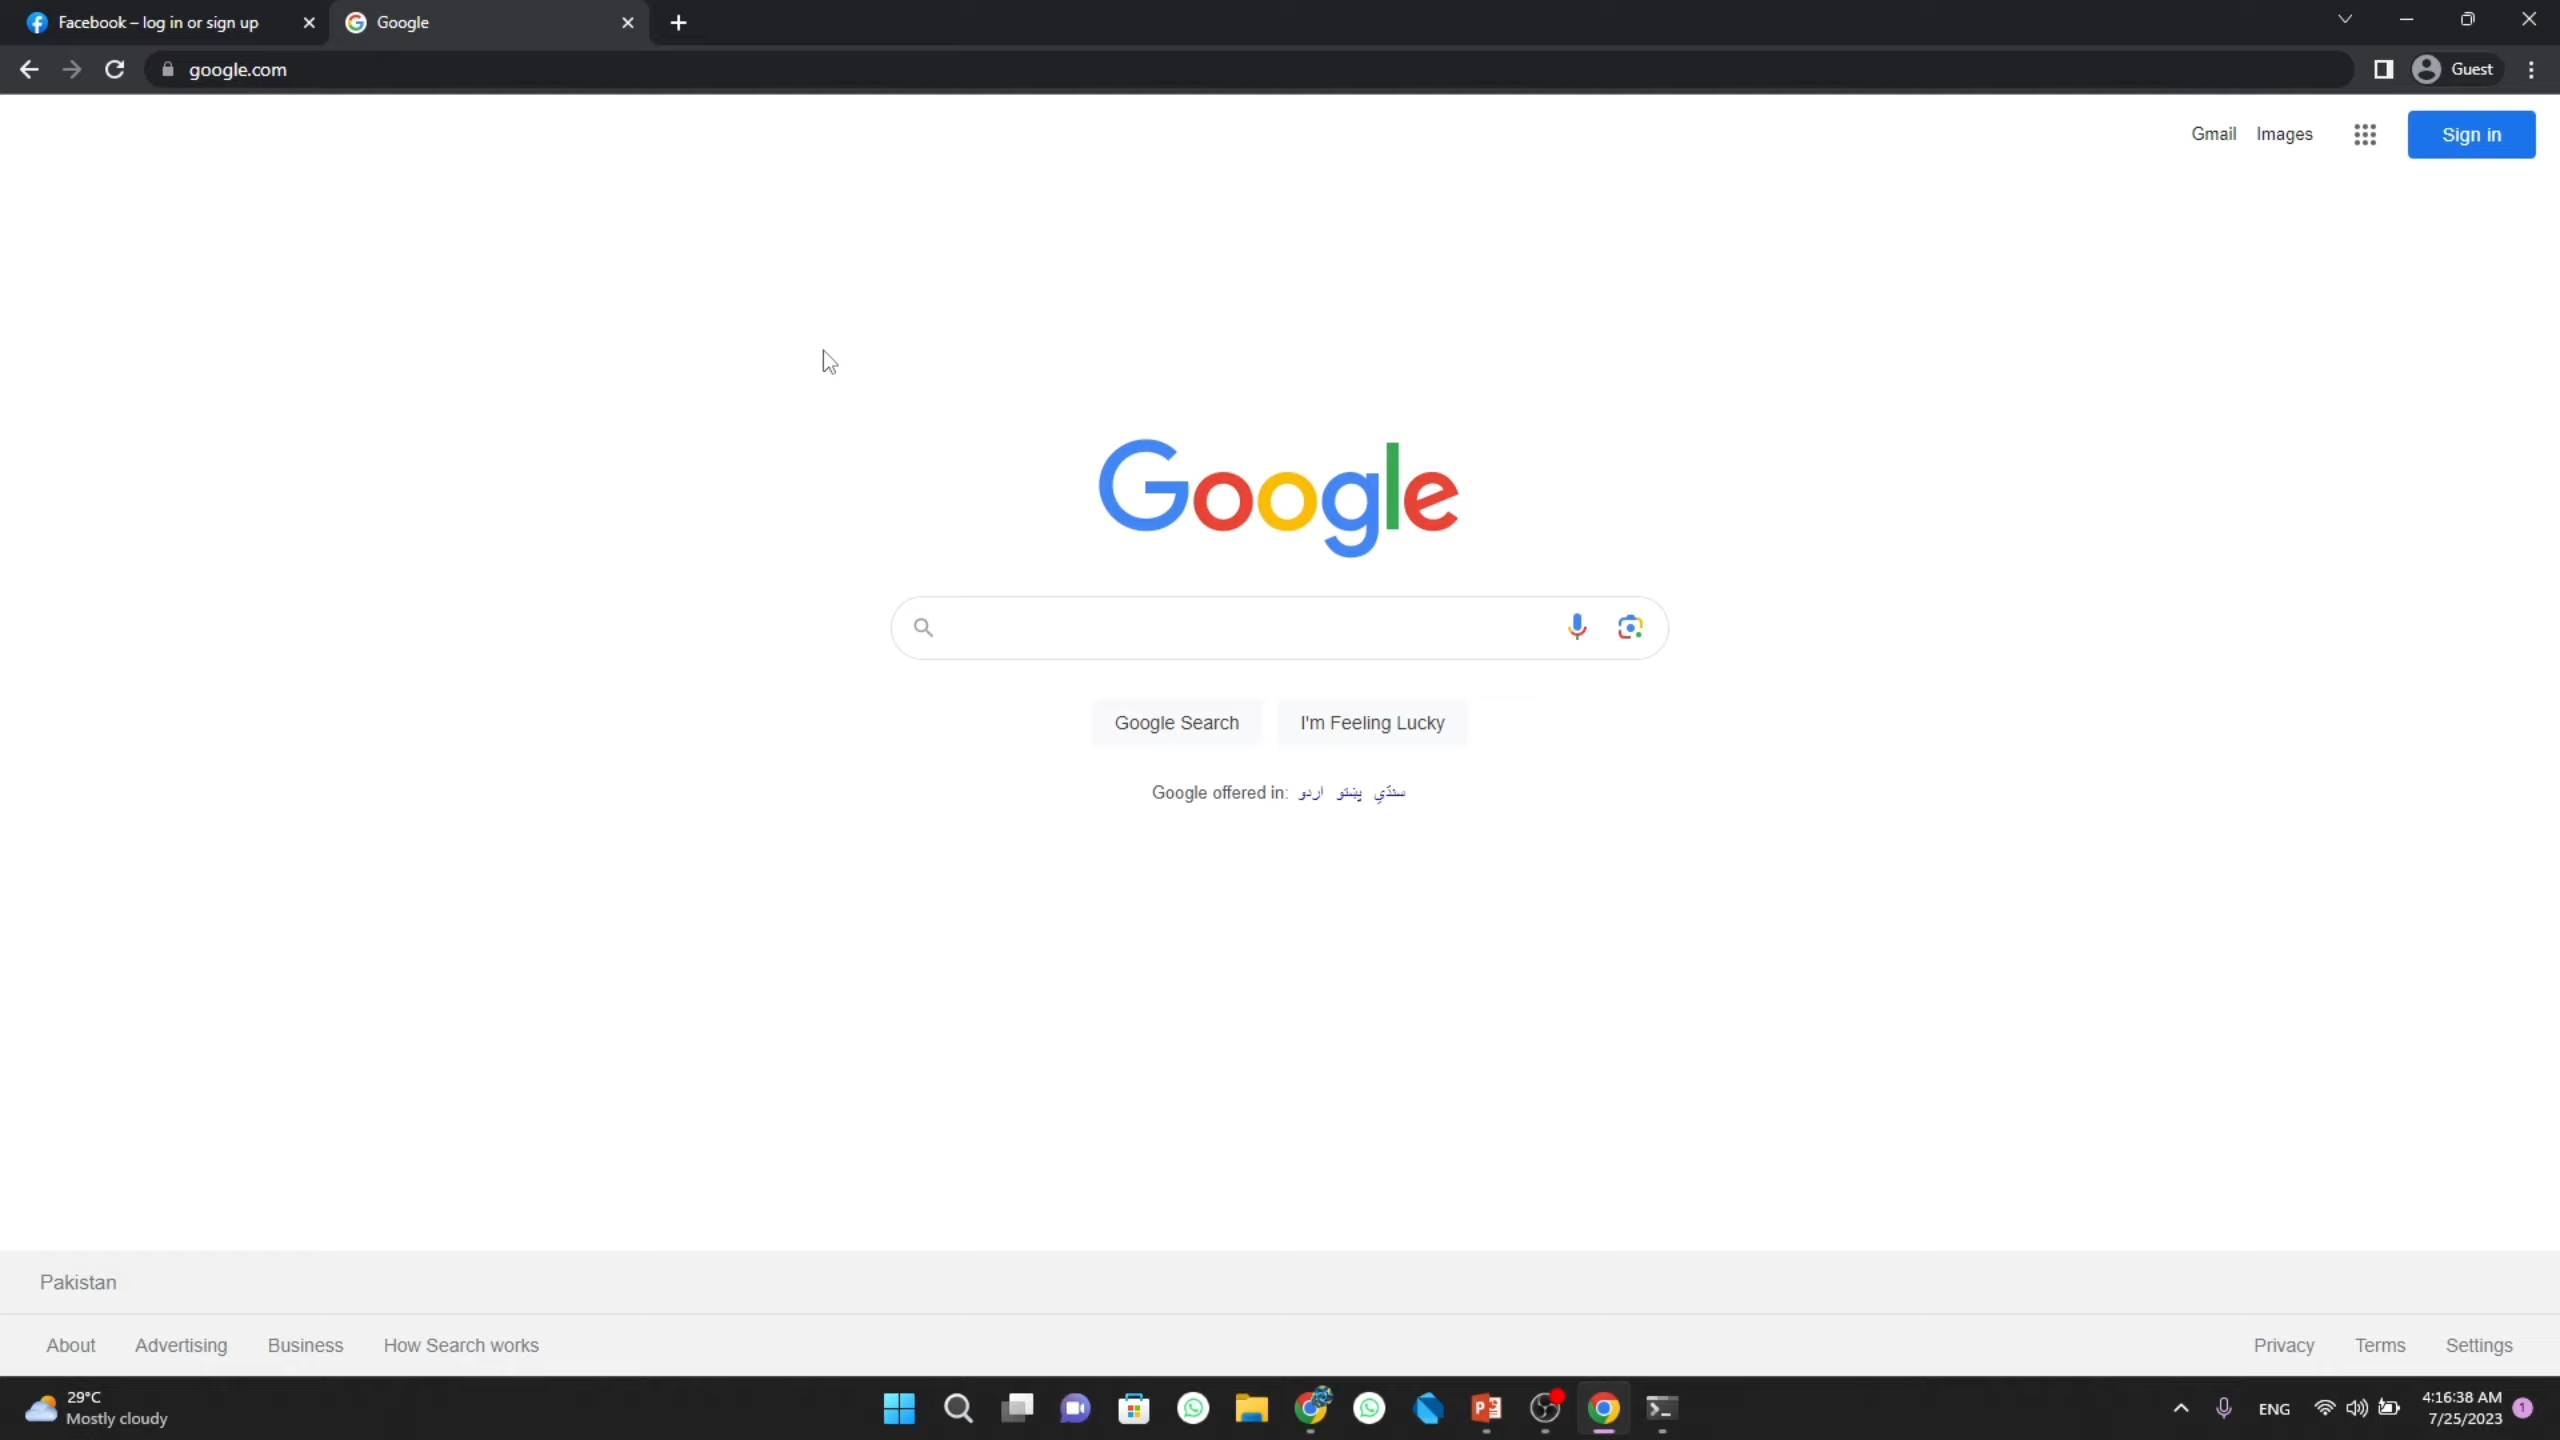 Facebook – log in or sign up
Google
google.com
Guest
Gmail Images
Sign in
Google
Google Search I'm Feeling Lucky
Google offered in: اردو پښتو سنڌي
Pakistan
About Advertising Business How Search works
Privacy Terms Settings
29°C
Mostly cloudy
ENG
4:16:38 AM
7/25/2023
1